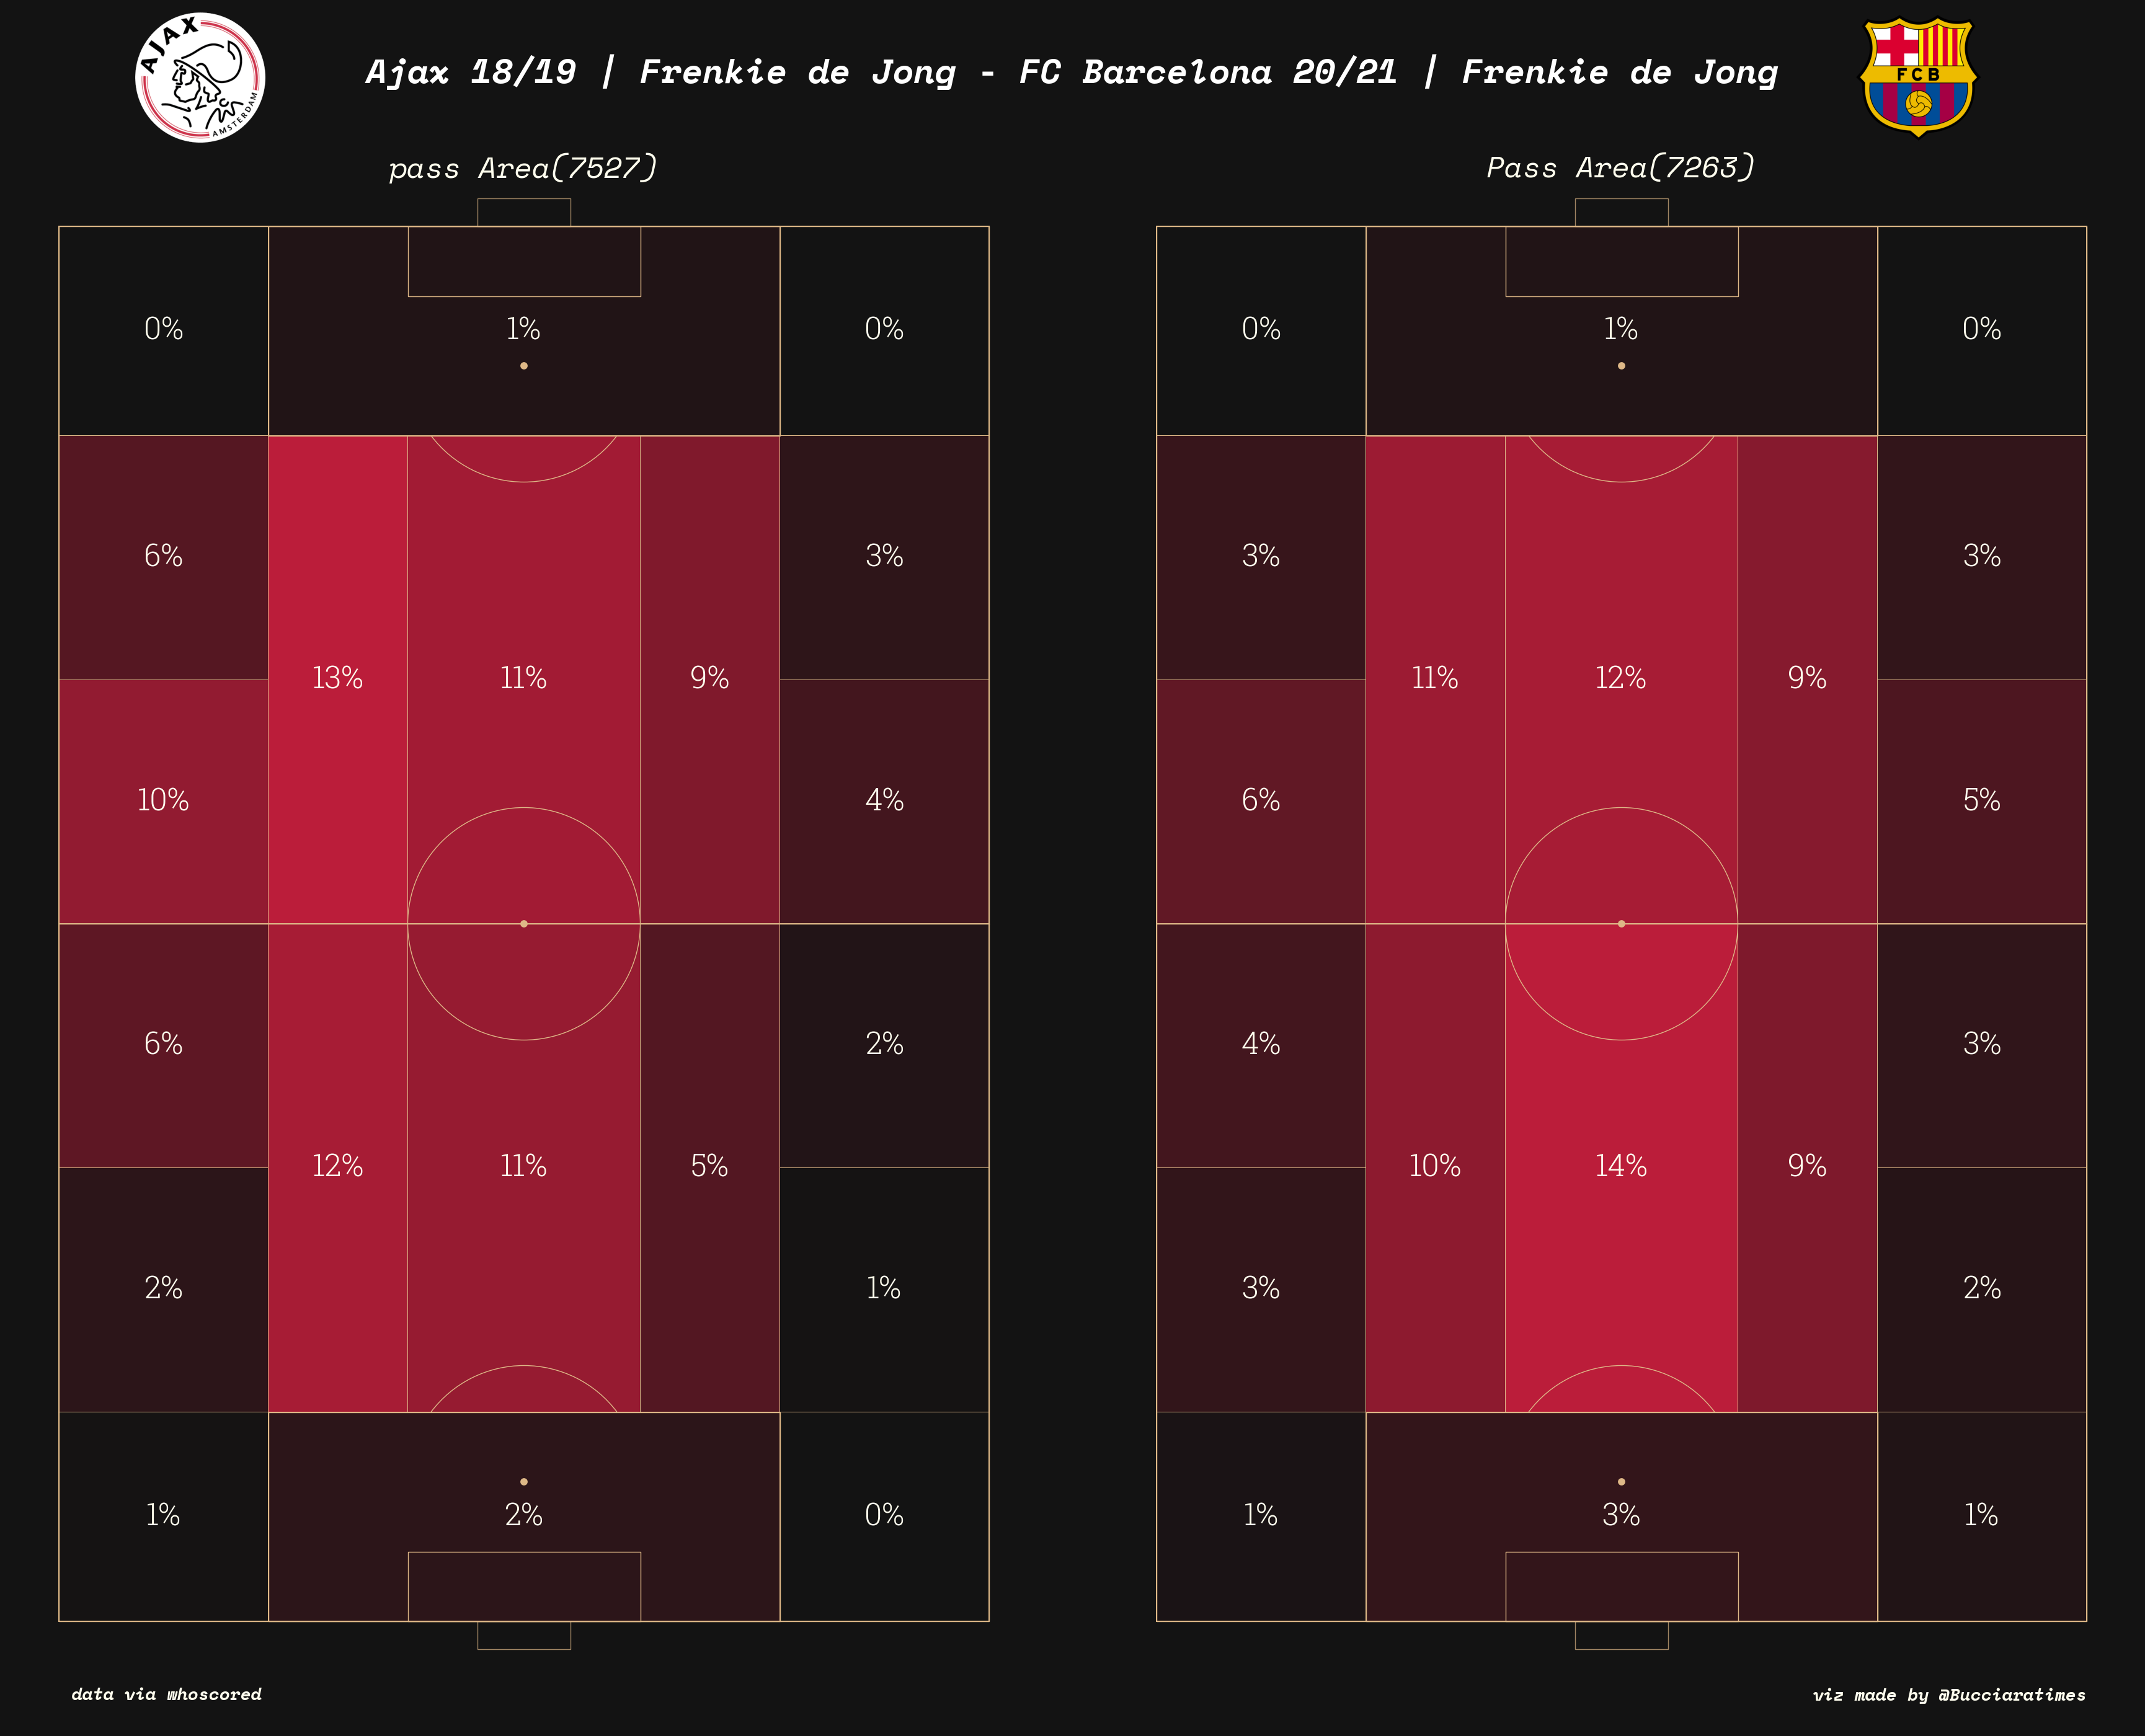 AJAX
AMSTERDAM
Ajax 18/19 | Frenkie de Jong - FC Barcelona 20/21 | Frenkie de Jong
FCB
pass Area(7527)
0% 1% 0%
6% 3%
13% 11% 9%
10% 4%
6% 2%
12% 11% 5%
2% 1%
1% 2% 0%
Pass Area(7263)
0% 1% 0%
3% 3%
11% 12% 9%
6% 5%
4% 3%
10% 14% 9%
3% 2%
1% 3% 1%
data via whoscored
viz made by @Bucciaratimes